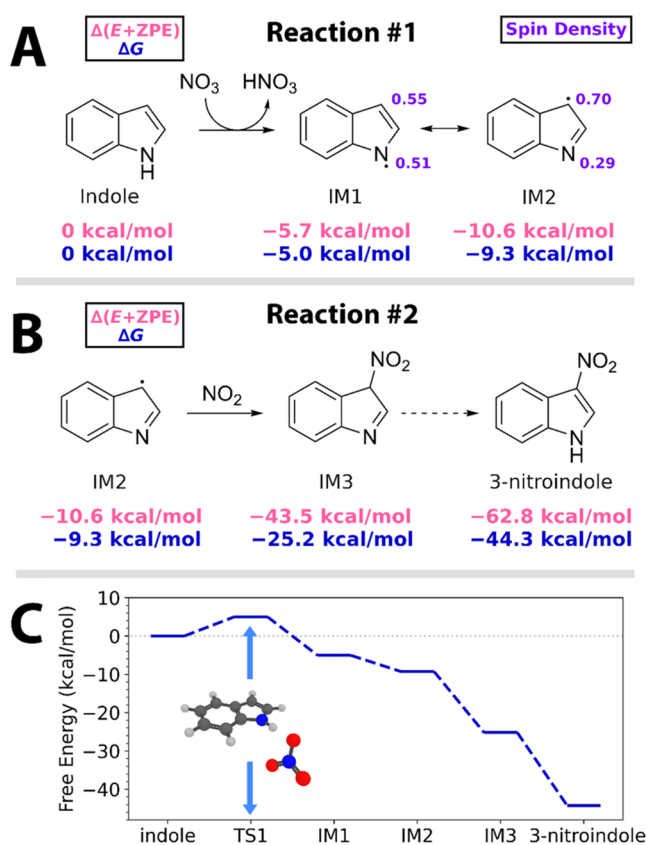 A
Δ(E+ZPE)
ΔG
Reaction #1
Spin Density
NO₃ HNO₃
0.55
0.70
N
H
N
0.51
N
0.29
Indole
IM1
IM2
0 kcal/mol
−5.7 kcal/mol
−10.6 kcal/mol
0 kcal/mol
−5.0 kcal/mol
−9.3 kcal/mol
B
Δ(E+ZPE)
ΔG
Reaction #2
NO₂
NO₂
NO₂
N
N
N
H
IM2
IM3
3-nitroindole
−10.6 kcal/mol
−43.5 kcal/mol
−62.8 kcal/mol
−9.3 kcal/mol
−25.2 kcal/mol
−44.3 kcal/mol
C
Free Energy (kcal/mol)
10
0
−10
−20
−30
−40
indole
TS1
IM1
IM2
IM3
3-nitroindole